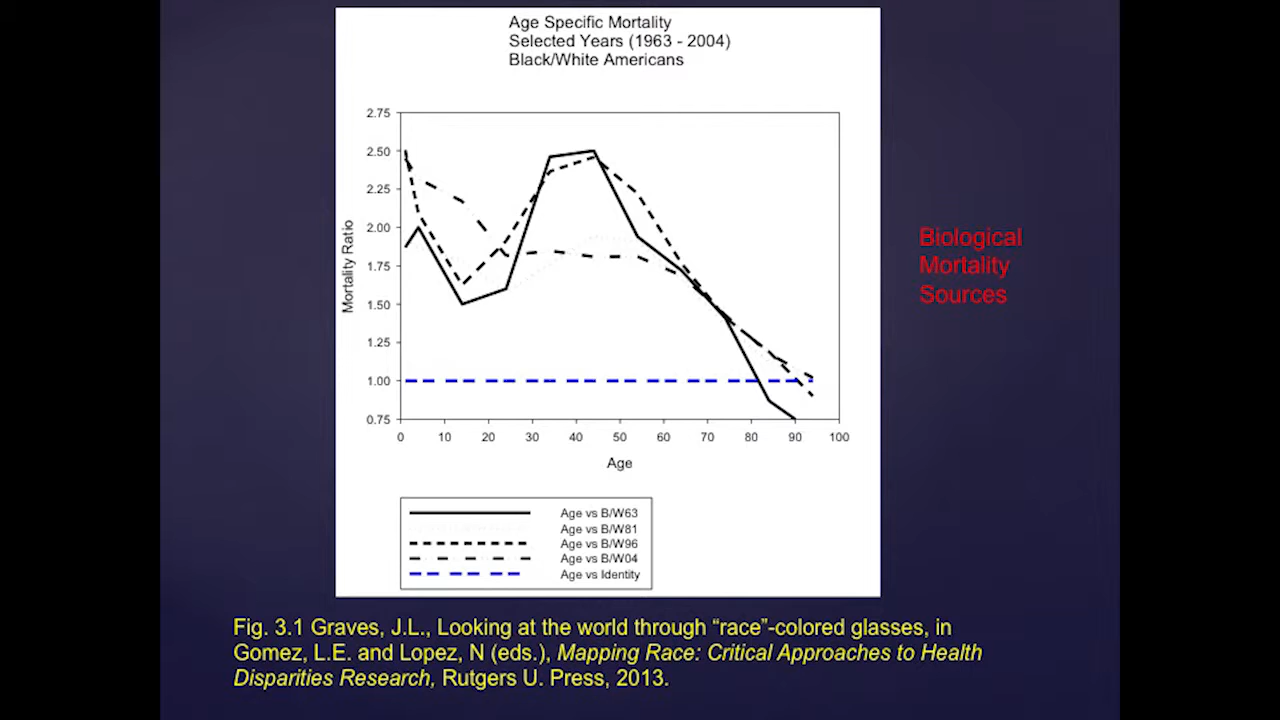 Age Specific Mortality
Selected Years (1963 - 2004)
Black/White Americans
2.75
2.50
2.25
2.00
1.75
1.50
1.25
1.00
0.75
Mortality Ratio
0 10 20 30 40 50 60 70 80 90 100
Age
Age vs B/W63
Age vs B/W81
Age vs B/W96
Age vs B/W04
Age vs Identity
Biological
Mortality
Sources
Fig. 3.1 Graves, J.L., Looking at the world through “race”-colored glasses, in
Gomez, L.E. and Lopez, N (eds.), Mapping Race: Critical Approaches to Health
Disparities Research, Rutgers U. Press, 2013.